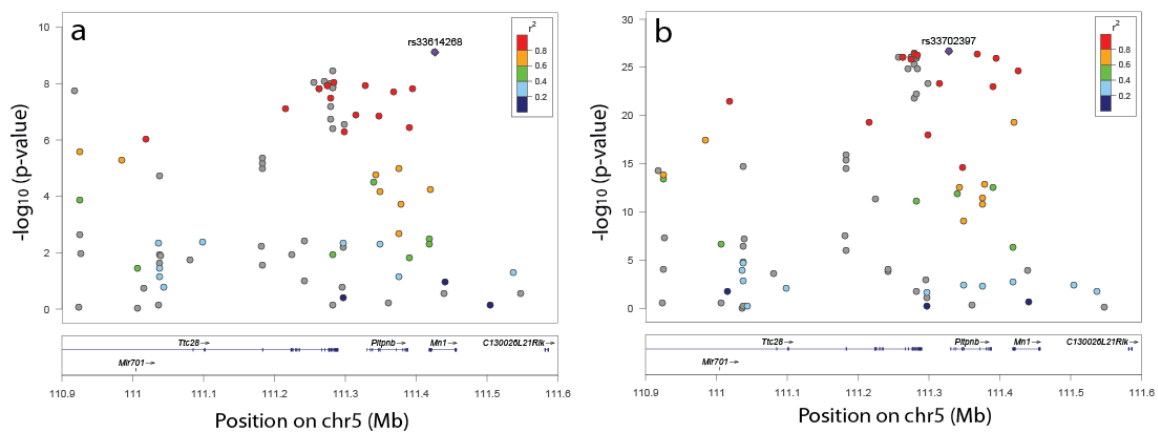 a
10
8
6
4
2
0
-log10 (p-value)
rs33614268
r2
0.8
0.6
0.4
0.2
Ttc28→
Pitpnb→
Mn1→
C130026L21Rik→
Mir701→
110.9 111 111.1 111.2 111.3 111.4 111.5 111.6
Position on chr5 (Mb)
b
30
25
20
15
10
5
0
-log10 (p-value)
rs33702397
r2
0.8
0.6
0.4
0.2
Ttc28→
Pitpnb→
Mn1→
C130026L21Rik→
Mir701→
110.9 111 111.1 111.2 111.3 111.4 111.5 111.6
Position on chr5 (Mb)